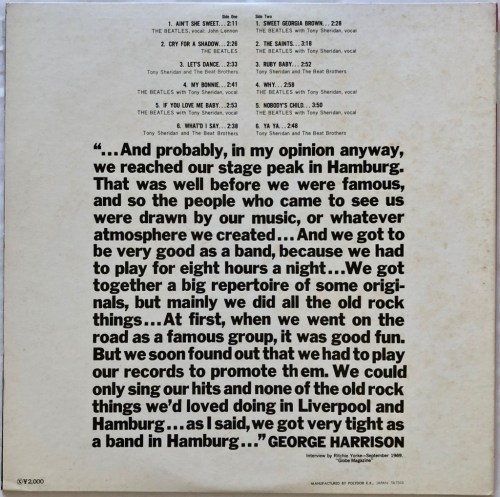 Side One
1. AIN'T SHE SWEET...2:11
THE BEATLES, vocal: John Lennon
2. CRY FOR A SHADOW...2:26
THE BEATLES
3. LET'S DANCE...2:33
Tony Sheridan and The Beat Brothers
4. MY BONNIE...2:41
THE BEATLES with Tony Sheridan, vocal
5. IF YOU LOVE ME BABY...2:53
THE BEATLES with Tony Sheridan, vocal
6. WHAT'D I SAY...2:38
Tony Sheridan and The Beat Brothers
Side Two
1. SWEET GEORGIA BROWN...2:28
THE BEATLES with Tony Sheridan, vocal
2. THE SAINTS...3:19
THE BEATLES with Tony Sheridan, vocal
3. RUBY BABY...2:52
Tony Sheridan and The Beat Brothers
4. WHY...2:58
THE BEATLES with Tony Sheridan, vocal
5. NOBODY'S CHILD...3:50
THE BEATLES with Tony Sheridan, vocal
6. YA YA...2:48
Tony Sheridan and The Beat Brothers
“...And probably, in my opinion anyway,
we reached our stage peak in Hamburg.
That was well before we were famous,
and so the people who came to see us
were drawn by our music, or whatever
atmosphere we created...And we got to
be very good as a band, because we had
to play for eight hours a night...We got
together a big repertoire of some origi-
nals, but mainly we did all the old rock
things...At first, when we went on the
road as a famous group, it was good fun.
But we soon found out that we had to play
our records to promote them. We could
only sing our hits and none of the old rock
things we'd loved doing in Liverpool and
Hamburg...as I said, we got very tight as
a band in Hamburg...” GEORGE HARRISON
Interview by Ritchie Yorke—September 1969,
"Globe Magazine"
¥2,000
MANUFACTURED BY POLYDOR K.K., JAPAN